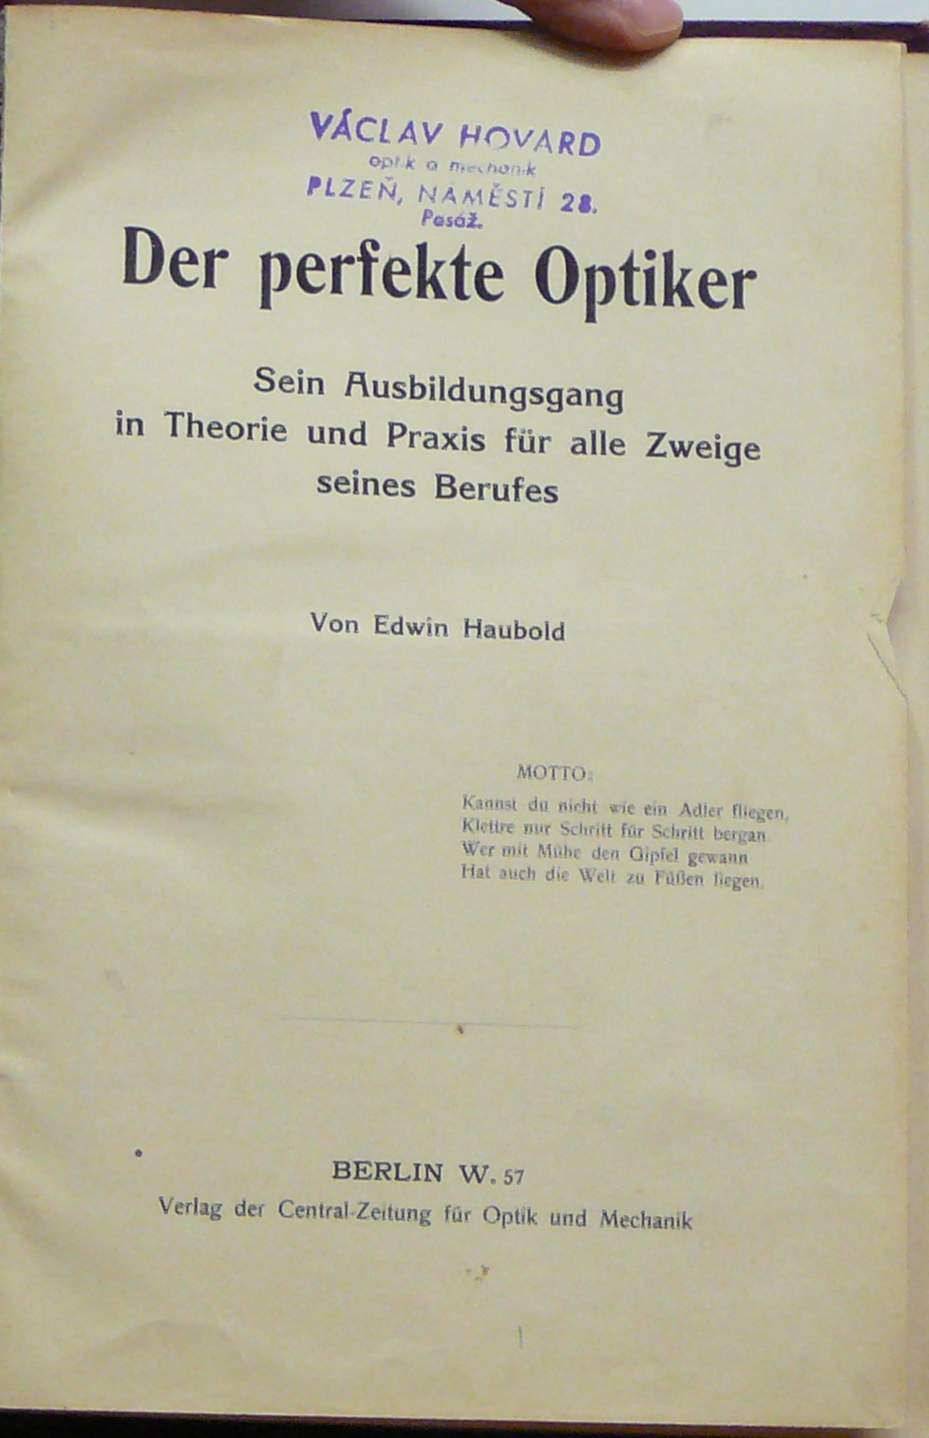 VÁCLAV HOVARD
optik a mechanik
PLZEŇ, NÁMĚSTÍ 28.
Pasáž.
Der perfekte Optiker
Sein Ausbildungsgang
in Theorie und Praxis für alle Zweige
seines Berufes
Von Edwin Haubold
MOTTO:
Kannst du nicht wie ein Adler fliegen,
Klettre nur Schritt für Schritt bergan.
Wer mit Mühe den Gipfel gewann
Hat auch die Welt zu Füßen liegen.
BERLIN W. 57
Verlag der Central-Zeitung für Optik und Mechanik